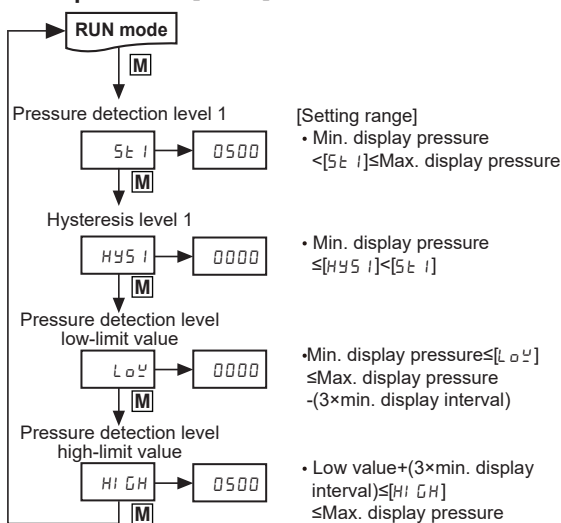 RUN mode
M
Pressure detection level 1
St1 0500
M
Hysteresis level 1
HYS1 0000
M
Pressure detection level
low-limit value
LoW 0000
M
Pressure detection level
high-limit value
HIGH 0500
M
[Setting range]
• Min. display pressure
<[St1]≤Max. display pressure
• Min. display pressure
≤[HYS1]<[St1]
•Min. display pressure≤[LoW]
≤Max. display pressure
-(3×min. display interval)
• Low value+(3×min. display
interval)≤[HIGH]
≤Max. display pressure